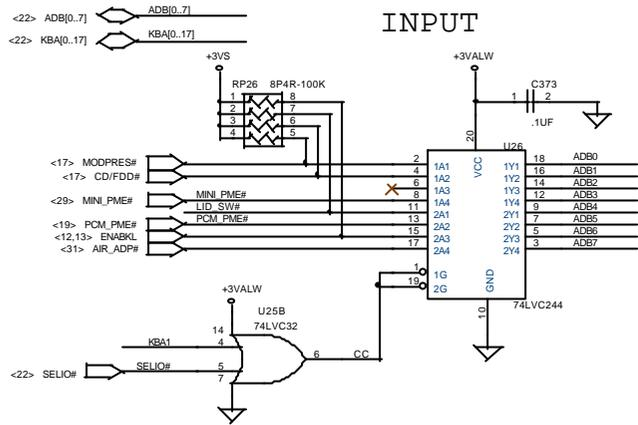 <22> ADB[0..7] ADB[0..7]
INPUT
<22> KBA[0..17] KBA[0..17]
+3VS
+3VALW
RP26 8P4R-100K
1 8
2 7
3 6
4 5
C373
1 2
.1UF
20
U26
VCC
<17> MODPRES# 2 1A1 1Y1 18 ADB0
<17> CD/FDD# 4 1A2 1Y2 16 ADB1
6 1A3 1Y3 14 ADB2
<29> MINI_PME# MINI_PME# 8 1A4 1Y4 12 ADB3
LID_SW# 11 2A1 2Y1 9 ADB4
<19> PCM_PME# PCM_PME# 13 2A2 2Y2 7 ADB5
<12,13> ENABKL 15 2A3 2Y3 5 ADB6
<31> AIR_ADP# 17 2A4 2Y4 3 ADB7
1 1G
19 2G
GND
10
74LVC244
+3VALW
U25B
74LVC32
14
KBA1 4
6 CC
<22> SELIO# SELIO# 5
7